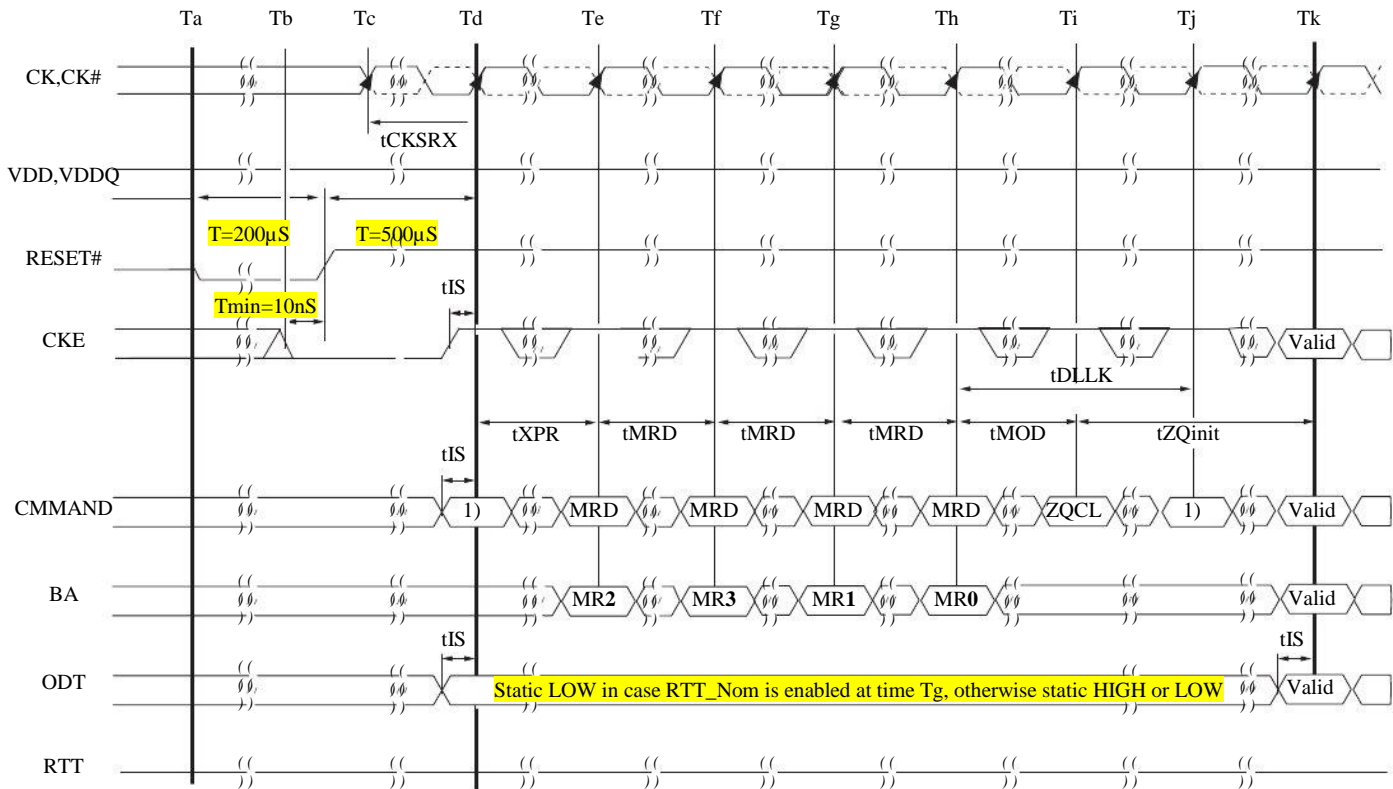 Ta Tb Tc Td Te Tf Tg Th Ti Tj Tk
CK,CK#
tCKSRX
VDD,VDDQ
T=200µS T=500µS
RESET#
Tmin=10nS tIS
CKE Valid
tDLLK
tXPR tMRD tMRD tMRD tMOD tZQinit
tIS
CMMAND 1) MRD MRD MRD MRD ZQCL 1) Valid
BA MR2 MR3 MR1 MR0 Valid
tIS tIS
ODT Static LOW in case RTT_Nom is enabled at time Tg, otherwise static HIGH or LOW Valid
RTT